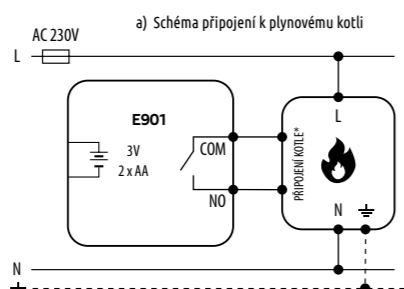 a) Schéma připojení k plynovému kotli
AC 230V
L
E901
3V
2 x AA
COM
NO
PŘIPOJENÍ KOTLE*
L
N
N